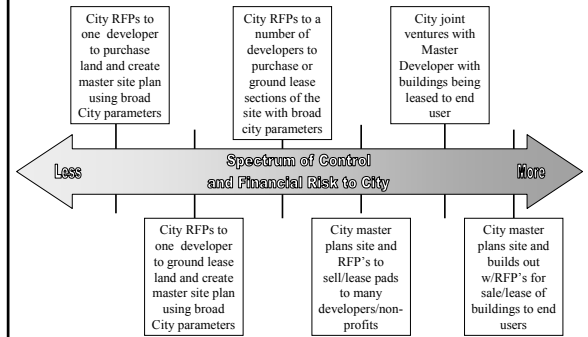 City RFPs to
one developer
to purchase
land and create
master site plan
using broad
City parameters
City RFPs to a
number of
developers to
purchase or
ground lease
sections of the
site with broad
city parameters
City joint
ventures with
Master
Developer with
buildings being
leased to end
user
Less
Spectrum of Control
and Financial Risk to City
More
City RFPs to
one developer
to ground lease
land and create
master site plan
using broad
City parameters
City master
plans site and
RFP's to
sell/lease pads
to many
developers/non-
profits
City master
plans site and
builds out
w/RFP's for
sale/lease of
buildings to end
users